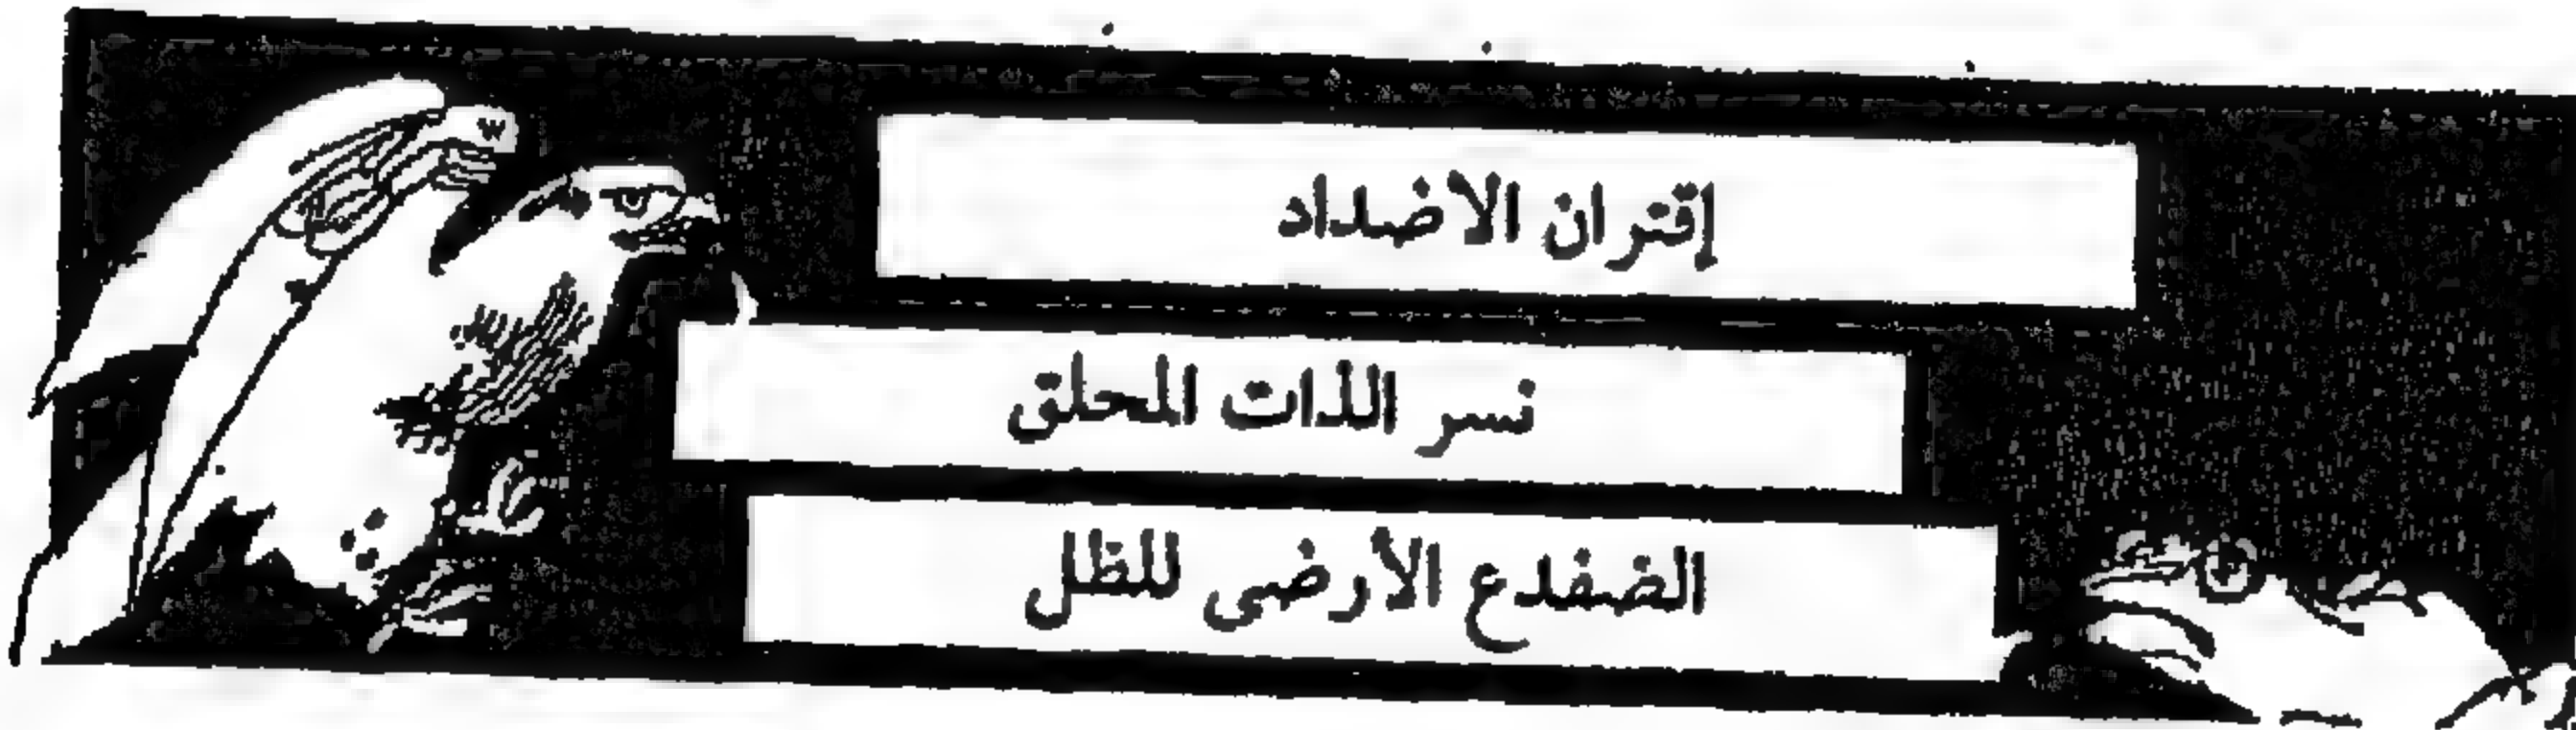 إقتران الاضداد
نسر الذات المحلق
الضفدع الأرضى للظل